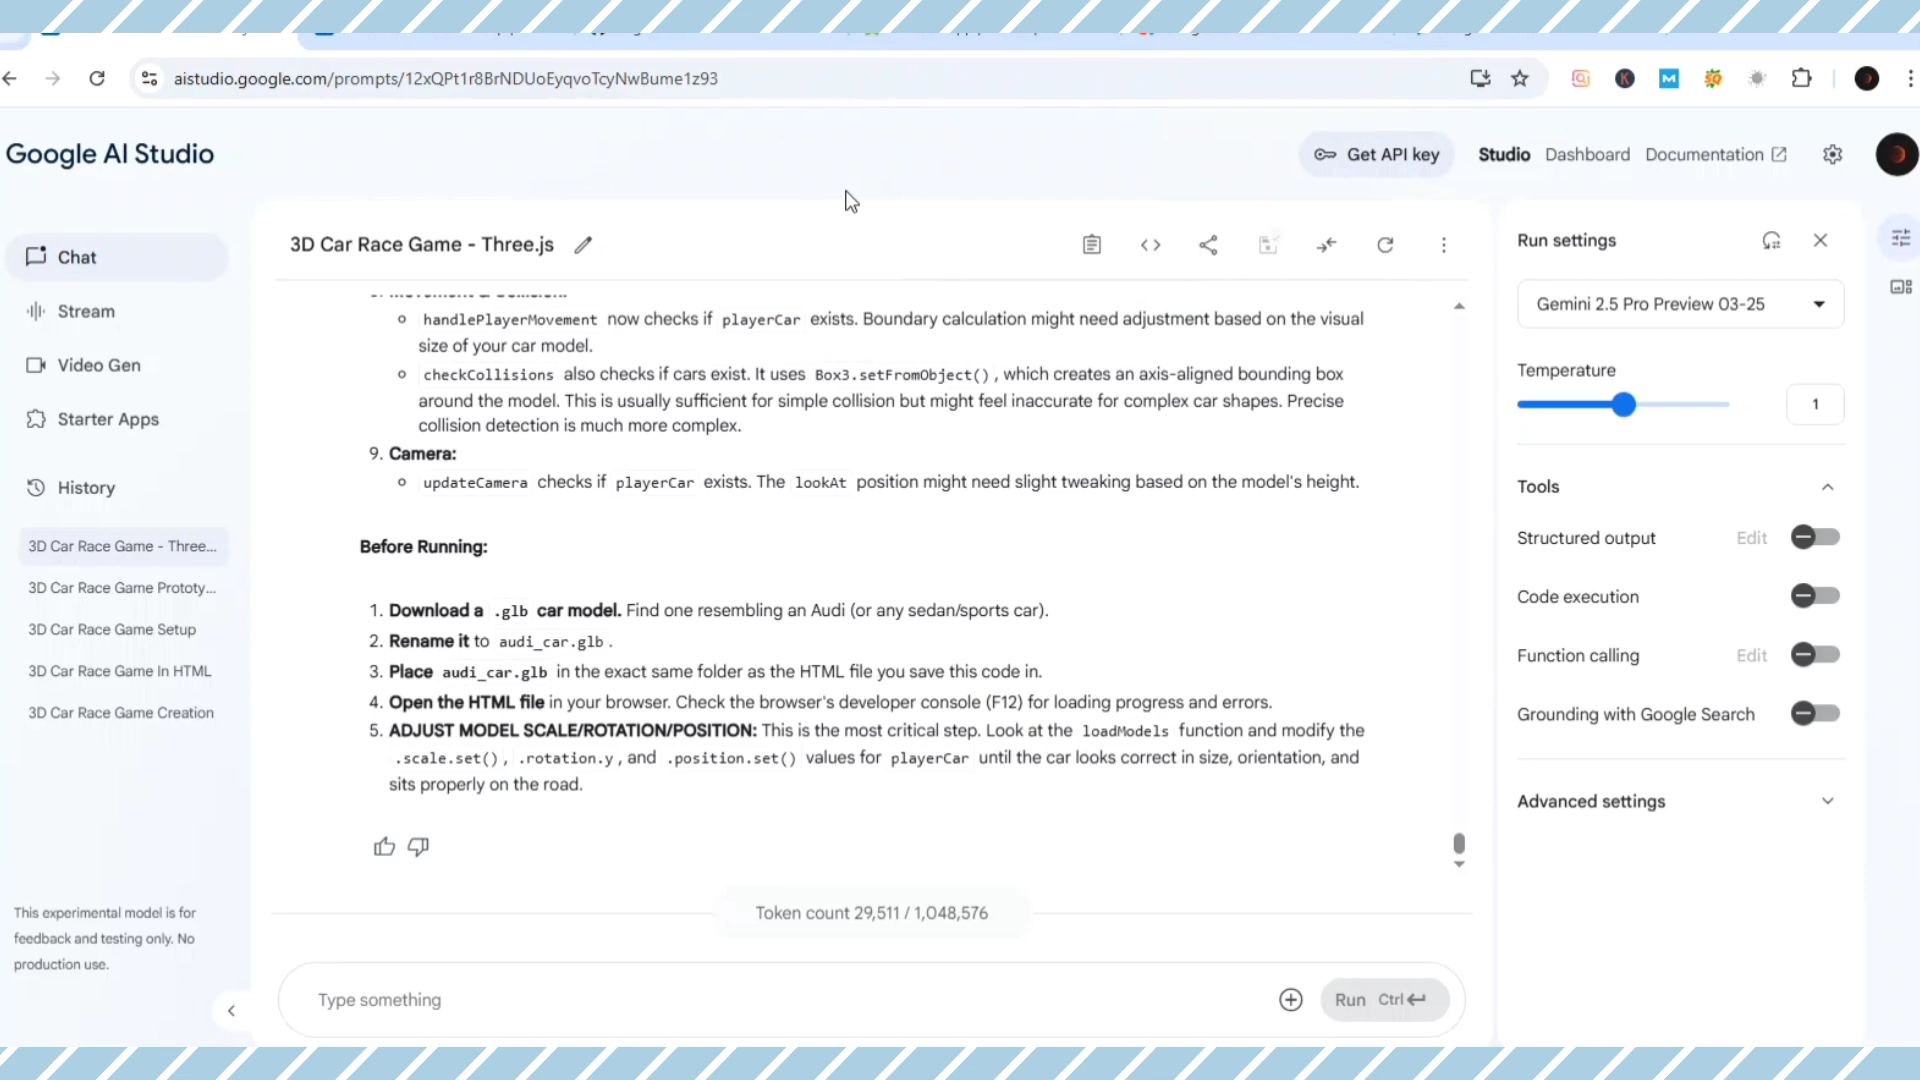 aistudio.google.com/prompts/12xQPt1r8BrNDUoEyqvoTcyNwBume1z93
Google AI Studio
Get API key
Studio
Dashboard
Documentation
Chat
Stream
Video Gen
Starter Apps
History
3D Car Race Game - Three...
3D Car Race Game Prototy...
3D Car Race Game Setup
3D Car Race Game In HTML
3D Car Race Game Creation
This experimental model is for
feedback and testing only. No
production use.
3D Car Race Game - Three.js
handlePlayerMovement now checks if playerCar exists. Boundary calculation might need adjustment based on the visual
size of your car model.
checkCollisions also checks if cars exist. It uses Box3.setFromObject(), which creates an axis-aligned bounding box
around the model. This is usually sufficient for simple collision but might feel inaccurate for complex car shapes. Precise
collision detection is much more complex.
9. Camera:
updateCamera checks if playerCar exists. The lookAt position might need slight tweaking based on the model's height.
Before Running:
1. Download a .glb car model. Find one resembling an Audi (or any sedan/sports car).
2. Rename it to audi_car.glb.
3. Place audi_car.glb in the exact same folder as the HTML file you save this code in.
4. Open the HTML file in your browser. Check the browser's developer console (F12) for loading progress and errors.
5. ADJUST MODEL SCALE/ROTATION/POSITION: This is the most critical step. Look at the loadModels function and modify the
.scale.set(), .rotation.y, and .position.set() values for playerCar until the car looks correct in size, orientation, and
sits properly on the road.
Token count 29,511 / 1,048,576
Type something
Run Ctrl
Run settings
Gemini 2.5 Pro Preview 03-25
Temperature
1
Tools
Structured output Edit
Code execution
Function calling Edit
Grounding with Google Search
Advanced settings